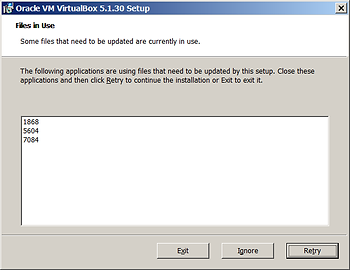 Oracle VM VirtualBox 5.1.30 Setup
Files in Use
Some files that need to be updated are currently in use.
The following applications are using files that need to be updated by this setup. Close these
applications and then click Retry to continue the installation or Exit to exit it.
1868
5604
7084
Exit Ignore Retry